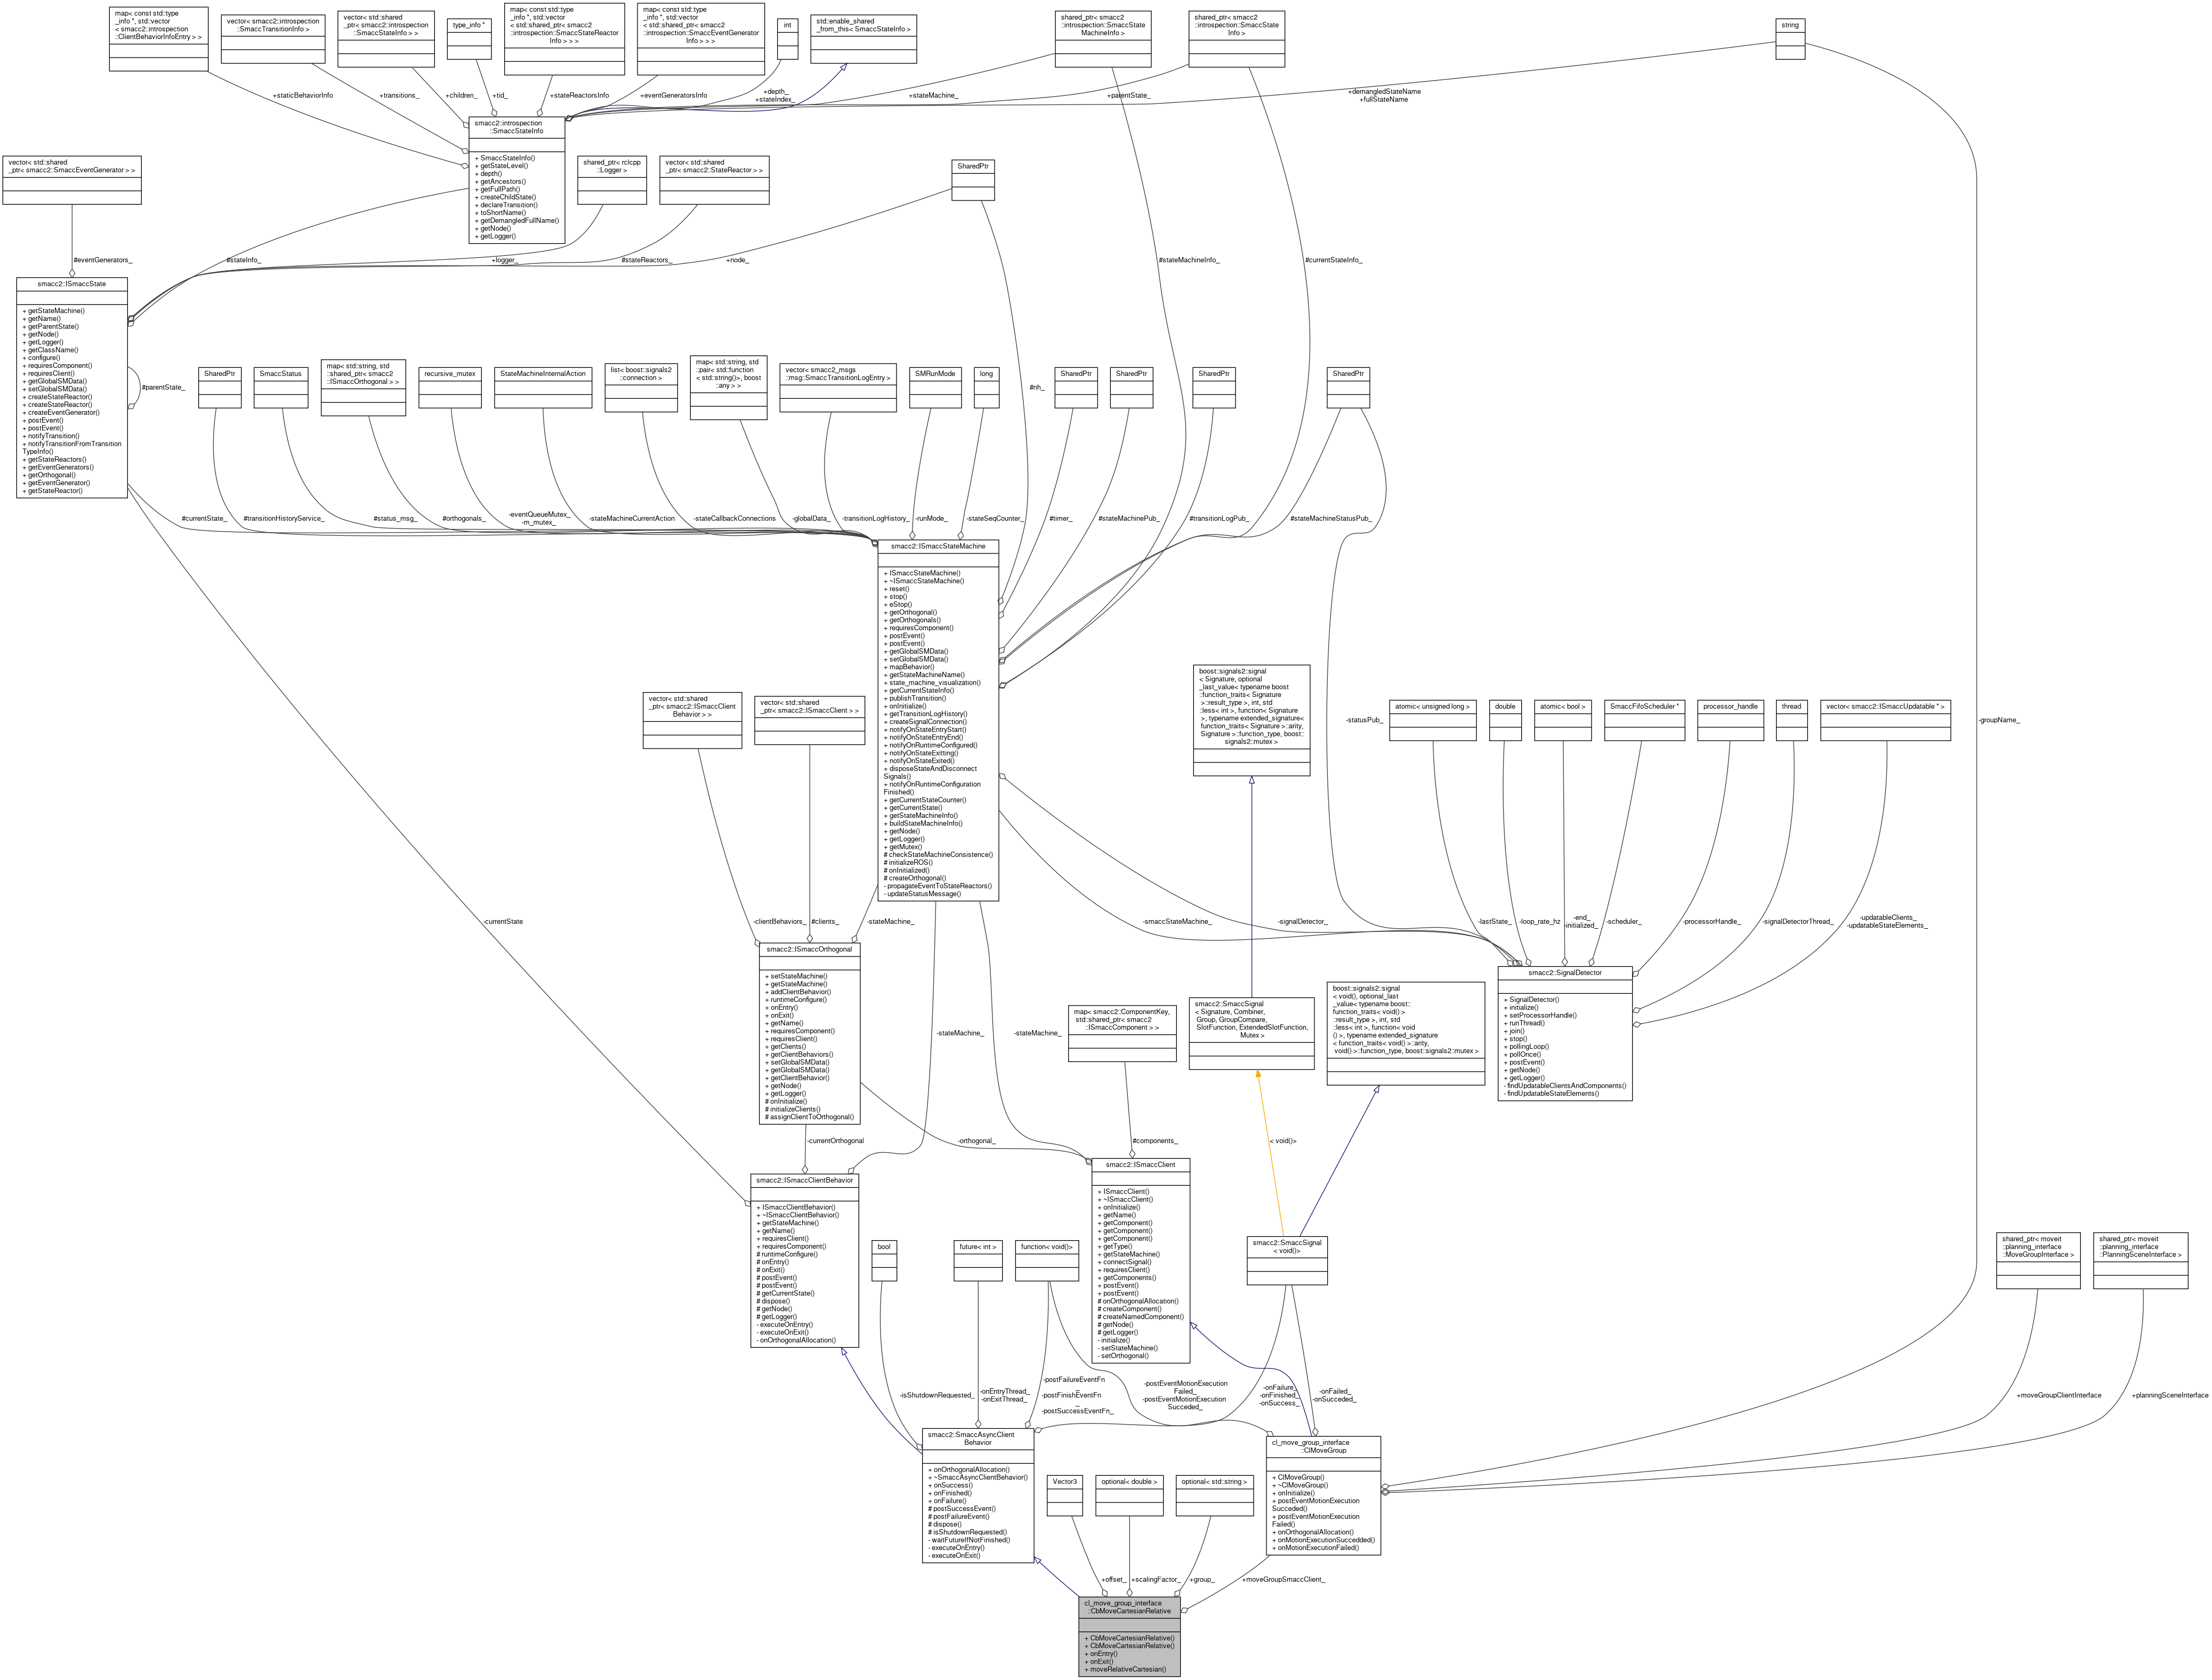 map< const std::type
_info *, std::vector
< smacc2::introspection
::ClientBehaviorInfoEntry > >
vector< smacc2::introspection
::SmaccTransitionInfo >
vector< std::shared
_ptr< smacc2::introspection
::SmaccStateInfo > >
type_info *
map< const std::type
_info *, std::vector
< std::shared_ptr< smacc2
::introspection::SmaccStateReactor
Info > > >
map< const std::type
_info *, std::vector
< std::shared_ptr< smacc2
::introspection::SmaccEventGenerator
Info > > >
int
std::enable_shared
_from_this< SmaccStateInfo >
shared_ptr< smacc2
::introspection::SmaccState
MachineInfo >
shared_ptr< smacc2
::introspection::SmaccState
Info >
string
+staticBehaviorInfo
+transitions_
+children_
+tid_
+stateReactorsInfo
+eventGeneratorsInfo
+depth_
+stateIndex_
+stateMachine_
+parentState_
+demangledStateName
+fullStateName
smacc2::introspection
::SmaccStateInfo
+ SmaccStateInfo()
+ getStateLevel()
+ depth()
+ getAncestors()
+ getFullPath()
+ createChildState()
+ declareTransition()
+ toShortName()
+ getDemangledFullName()
+ getNode()
+ getLogger()
vector< std::shared
_ptr< smacc2::SmaccEventGenerator > >
shared_ptr< rclcpp
::Logger >
vector< std::shared
_ptr< smacc2::StateReactor > >
SharedPtr
#eventGenerators_
#stateInfo_
+logger_
#stateReactors_
+node_
#stateMachineInfo_
#currentStateInfo_
smacc2::ISmaccState
+ getStateMachine()
+ getName()
+ getParentState()
+ getNode()
+ getLogger()
+ getClassName()
+ configure()
+ requiresComponent()
+ requiresClient()
+ getGlobalSMData()
+ setGlobalSMData()
+ createStateReactor()
+ createStateReactor()
+ createEventGenerator()
+ postEvent()
+ postEvent()
+ notifyTransition()
+ notifyTransitionFromTransition
TypeInfo()
+ getStateReactors()
+ getEventGenerators()
+ getOrthogonal()
+ getEventGenerator()
+ getStateReactor()
#parentState_
SharedPtr
SmaccStatus
map< std::string, std
::shared_ptr< smacc2
::ISmaccOrthogonal > >
recursive_mutex
StateMachineInternalAction
list< boost::signals2
::connection >
map< std::string, std
::pair< std::function
< std::string()>, boost
::any > >
vector< smacc2_msgs
::msg::SmaccTransitionLogEntry >
SMRunMode
long
#nh_
SharedPtr
SharedPtr
SharedPtr
SharedPtr
#currentState_
#transitionHistoryService_
#status_msg_
#orthogonals_
-eventQueueMutex_
-m_mutex_
-stateMachineCurrentAction
-stateCallbackConnections
-globalData_
-transitionLogHistory_
-runMode_
-stateSeqCounter_
#timer_
#stateMachinePub_
#transitionLogPub_
#stateMachineStatusPub_
smacc2::ISmaccStateMachine
+ ISmaccStateMachine()
+ ~ISmaccStateMachine()
+ reset()
+ stop()
+ eStop()
+ getOrthogonal()
+ getOrthogonals()
+ requiresComponent()
+ postEvent()
+ postEvent()
+ getGlobalSMData()
+ setGlobalSMData()
+ mapBehavior()
+ getStateMachineName()
+ state_machine_visualization()
+ getCurrentStateInfo()
+ publishTransition()
+ onInitialize()
+ getTransitionLogHistory()
+ createSignalConnection()
+ notifyOnStateEntryStart()
+ notifyOnStateEntryEnd()
+ notifyOnRuntimeConfigured()
+ notifyOnStateExitting()
+ notifyOnStateExited()
+ disposeStateAndDisconnect
Signals()
+ notifyOnRuntimeConfiguration
Finished()
+ getCurrentStateCounter()
+ getCurrentState()
+ getStateMachineInfo()
+ buildStateMachineInfo()
+ getNode()
+ getLogger()
+ getMutex()
# checkStateMachineConsistence()
# initializeROS()
# onInitialized()
# createOrthogonal()
- propagateEventToStateReactors()
- updateStatusMessage()
boost::signals2::signal
< Signature, optional
_last_value< typename boost
::function_traits< Signature
>::result_type >, int, std
::less< int >, function< Signature
>, typename extended_signature<
function_traits< Signature >::arity,
Signature >::function_type, boost::
signals2::mutex >
vector< std::shared
_ptr< smacc2::ISmaccClient
Behavior > >
vector< std::shared
_ptr< smacc2::ISmaccClient > >
-statusPub_
atomic< unsigned long >
double
atomic< bool >
SmaccFifoScheduler *
processor_handle
thread
vector< smacc2::ISmaccUpdatable * >
-groupName_
-currentState
-clientBehaviors_
#clients_
-stateMachine_
-smaccStateMachine_
-signalDetector_
-lastState_
-loop_rate_hz
-end_
-initialized_
-scheduler_
-processorHandle_
-signalDetectorThread_
-updatableClients_
-updatableStateElements_
smacc2::ISmaccOrthogonal
+ setStateMachine()
+ getStateMachine()
+ addClientBehavior()
+ runtimeConfigure()
+ onEntry()
+ onExit()
+ getName()
+ requiresComponent()
+ requiresClient()
+ getClients()
+ getClientBehaviors()
+ setGlobalSMData()
+ getGlobalSMData()
+ getClientBehavior()
+ getNode()
+ getLogger()
# onInitialize()
# initializeClients()
# assignClientToOrthogonal()
-stateMachine_
-stateMachine_
map< smacc2::ComponentKey,
std::shared_ptr< smacc2
::ISmaccComponent > >
smacc2::SmaccSignal
< Signature, Combiner,
Group, GroupCompare,
SlotFunction, ExtendedSlotFunction,
Mutex >
boost::signals2::signal
< void(), optional_last
_value< typename boost::
function_traits< void() >
::result_type >, int, std
::less< int >, function< void
() >, typename extended_signature
< function_traits< void() >::arity,
void() >::function_type, boost::signals2::mutex >
smacc2::SignalDetector
+ SignalDetector()
+ initialize()
+ setProcessorHandle()
+ runThread()
+ join()
+ stop()
+ pollingLoop()
+ pollOnce()
+ postEvent()
+ getNode()
+ getLogger()
- findUpdatableClientsAndComponents()
- findUpdatableStateElements()
-currentOrthogonal
-orthogonal_
#components_
< void()>
smacc2::ISmaccClientBehavior
+ ISmaccClientBehavior()
+ ~ISmaccClientBehavior()
+ getStateMachine()
+ getName()
+ requiresClient()
+ requiresComponent()
# runtimeConfigure()
# onEntry()
# onExit()
# postEvent()
# postEvent()
# getCurrentState()
# dispose()
# getNode()
# getLogger()
- executeOnEntry()
- executeOnExit()
- onOrthogonalAllocation()
bool
future< int >
function< void()>
smacc2::ISmaccClient
+ ISmaccClient()
+ ~ISmaccClient()
+ onInitialize()
+ getName()
+ getComponent()
+ getComponent()
+ getComponent()
+ getType()
+ getStateMachine()
+ connectSignal()
+ requiresClient()
+ getComponents()
+ postEvent()
+ postEvent()
# onOrthogonalAllocation()
# createComponent()
# createNamedComponent()
# getNode()
# getLogger()
- initialize()
- setStateMachine()
- setOrthogonal()
smacc2::SmaccSignal
< void()>
shared_ptr< moveit
::planning_interface
::MoveGroupInterface >
shared_ptr< moveit
::planning_interface
::PlanningSceneInterface >
-isShutdownRequested_
-onEntryThread_
-onExitThread_
-postFailureEventFn
_
-postFinishEventFn
_
-postSuccessEventFn_
-postEventMotionExecution
Failed_
-postEventMotionExecution
Succeded_
-onFailure_
-onFinished_
-onSuccess_
-onFailed_
-onSucceded_
+moveGroupClientInterface
+planningSceneInterface
smacc2::SmaccAsyncClient
Behavior
+ onOrthogonalAllocation()
+ ~SmaccAsyncClientBehavior()
+ onSuccess()
+ onFinished()
+ onFailure()
# postSuccessEvent()
# postFailureEvent()
# dispose()
# isShutdownRequested()
- waitFutureIfNotFinished()
- executeOnEntry()
- executeOnExit()
Vector3
optional< double >
optional< std::string >
cl_move_group_interface
::ClMoveGroup
+ ClMoveGroup()
+ ~ClMoveGroup()
+ onInitialize()
+ postEventMotionExecution
Succeded()
+ postEventMotionExecution
Failed()
+ onOrthogonalAllocation()
+ onMotionExecutionSuccedded()
+ onMotionExecutionFailed()
+offset_
+scalingFactor_
+group_
+moveGroupSmaccClient_
cl_move_group_interface
::CbMoveCartesianRelative
+ CbMoveCartesianRelative()
+ CbMoveCartesianRelative()
+ onEntry()
+ onExit()
+ moveRelativeCartesian()